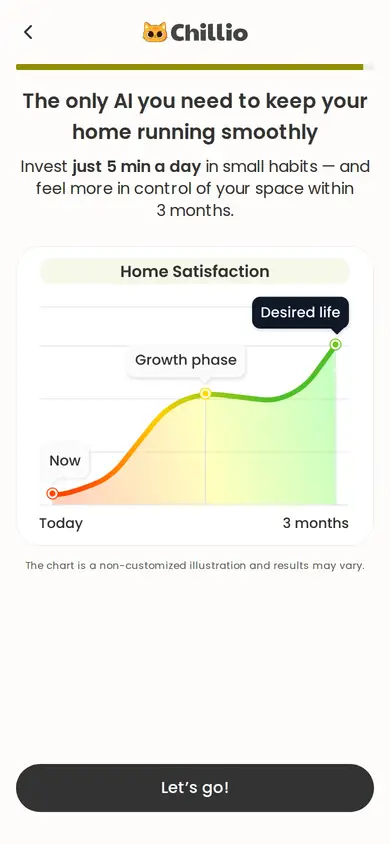 Chillio
The only AI you need to keep your
home running smoothly
Invest just 5 min a day in small habits — and
feel more in control of your space within
3 months.
Home Satisfaction
Desired life
Growth phase
Now
Today
3 months
The chart is a non-customized illustration and results may vary.
Let's go!